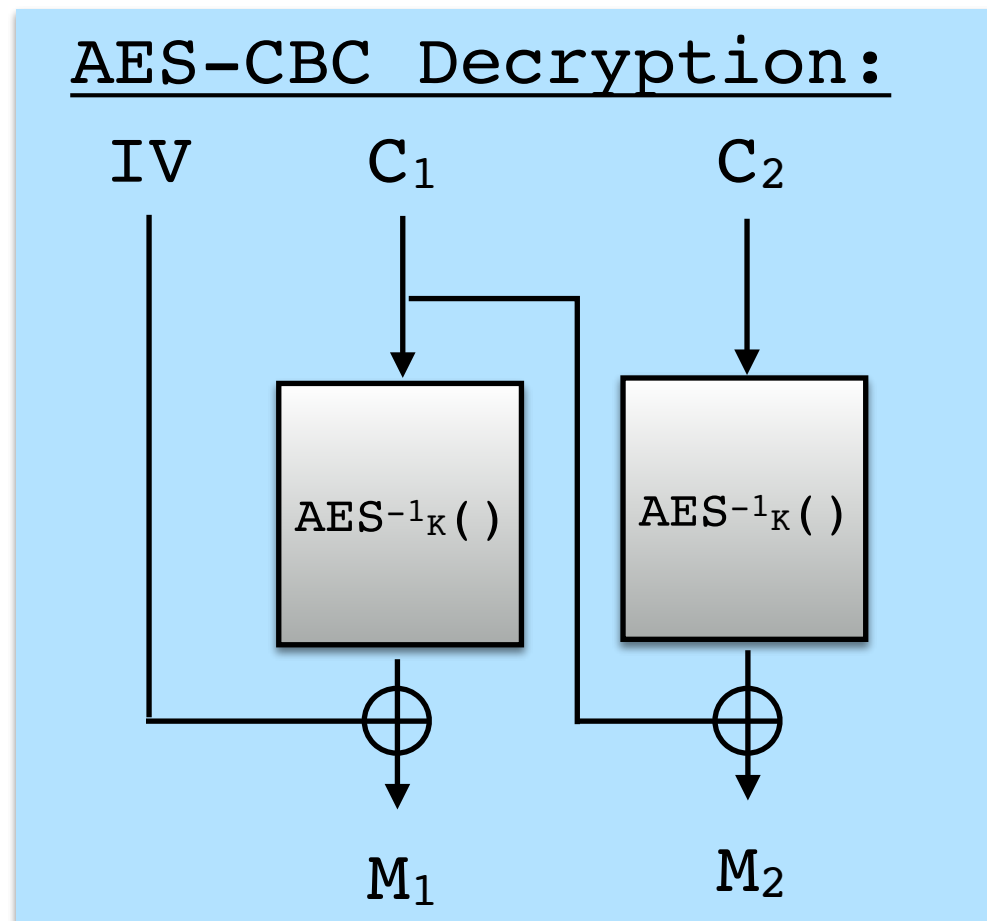 AES-CBC Decryption:
IV C₁ C₂
AES⁻¹ₖ() AES⁻¹ₖ()
M₁ M₂